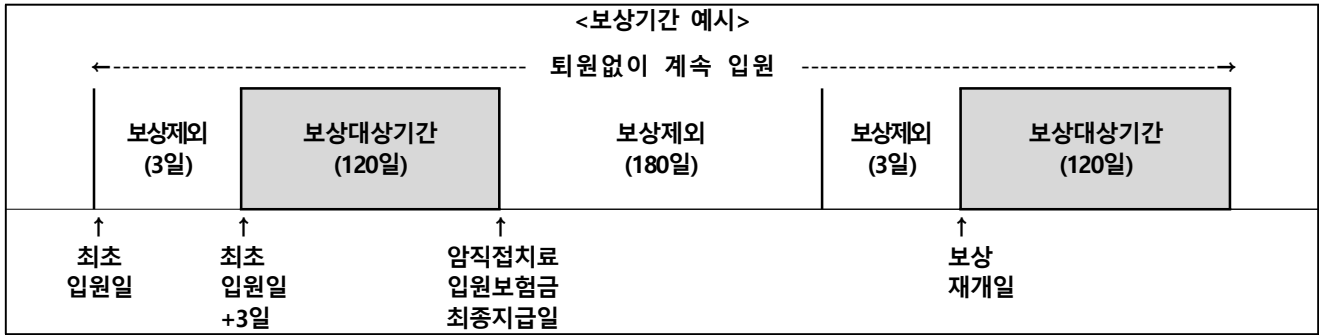 <보상기간 예시>
←---------------------------------- 퇴원없이 계속 입원 ----------------------------------→
보상제외 보상대상기간 보상제외 보상제외 보상대상기간
(3일) (120일) (180일) (3일) (120일)
↑ ↑ ↑ ↑
최초 최초 암직접치료 보상
입원일 입원일 입원보험금 재개일
+3일 최종지급일